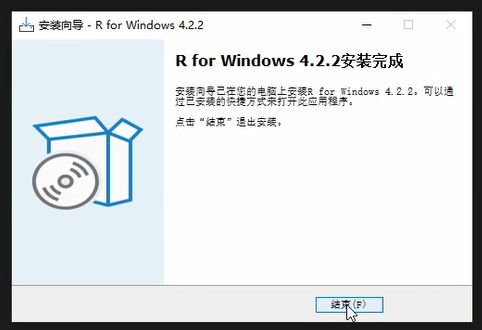 安装向导 - R for Windows 4.2.2
R for Windows 4.2.2安装完成
安装向导已在您的电脑上安装R for Windows 4.2.2。可以通
过已安装的快捷方式来打开此应用程序。
点击“结束”退出安装。
结束(F)